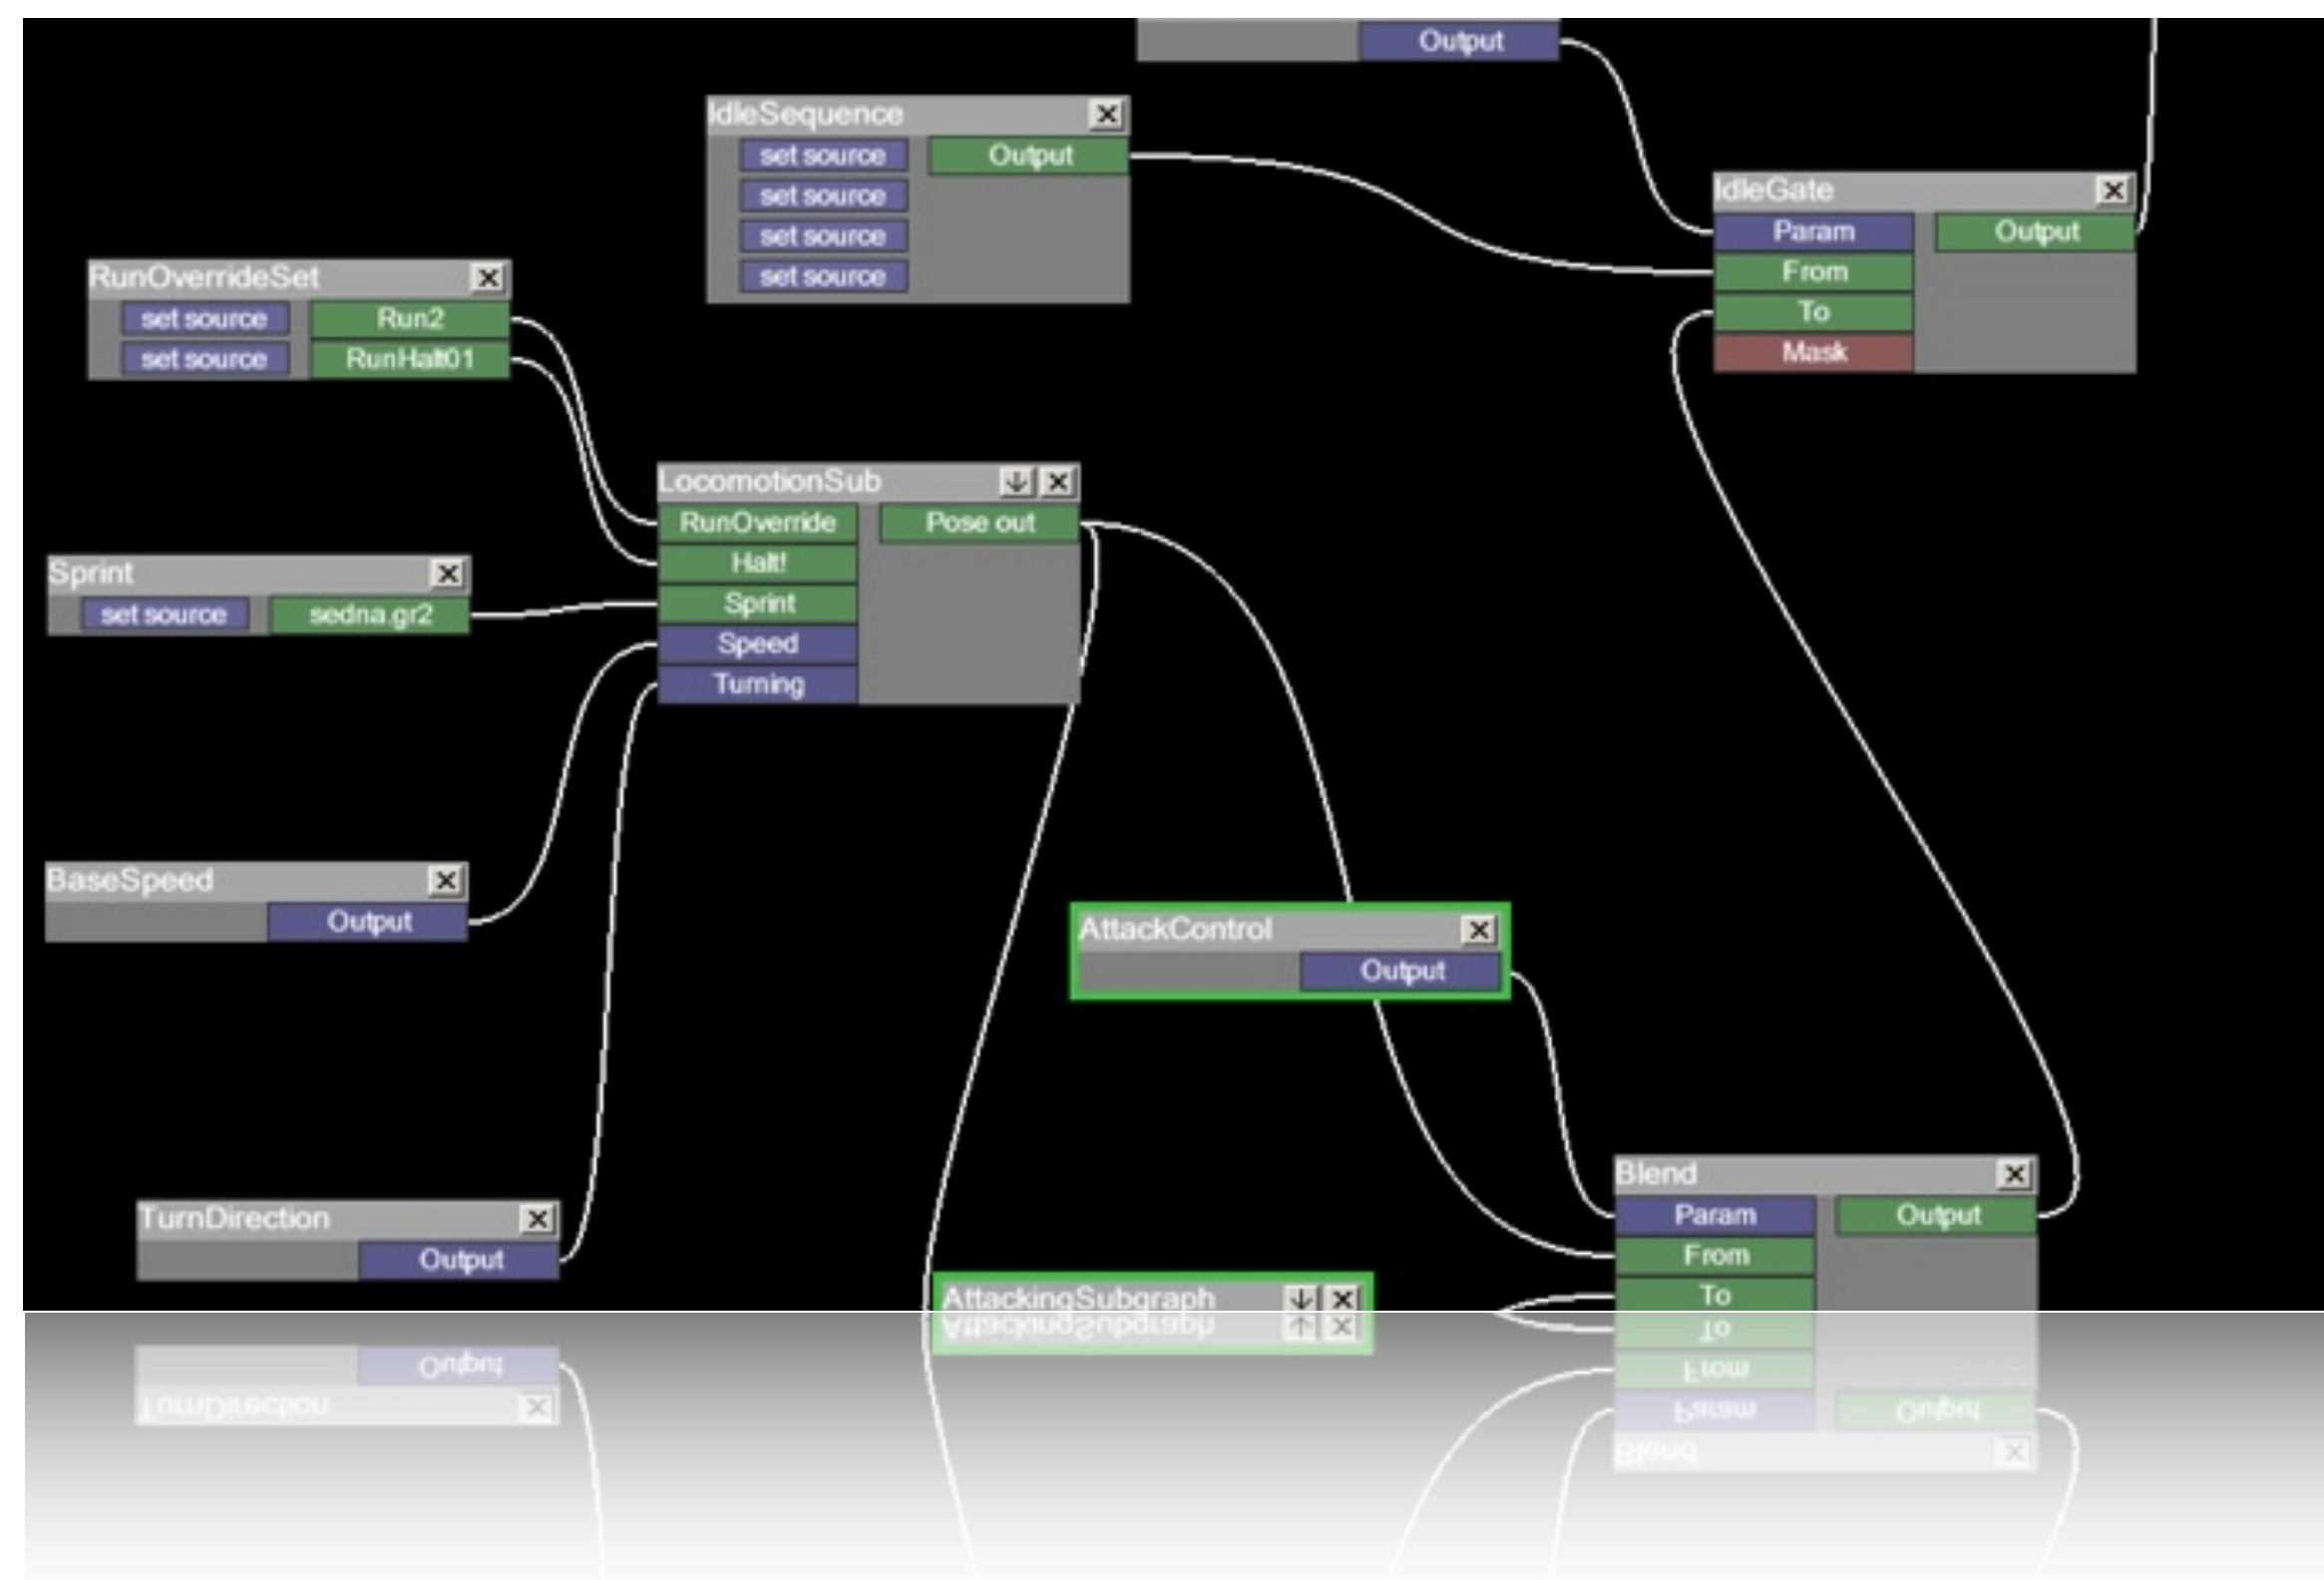 Output
IdleSequence
set source Output
set source
set source
set source
IdleGate
Param Output
From
To
Mask
RunOverrideSet
set source Run2
set source RunHalt01
LocomotionSub
RunOverride Pose out
Halt!
Sprint
Speed
Turning
Sprint
set source sedna.gr2
BaseSpeed
Output
AttackControl
Output
TurnDirection
Output
Blend
Param Output
From
To
AttackingSubgraph